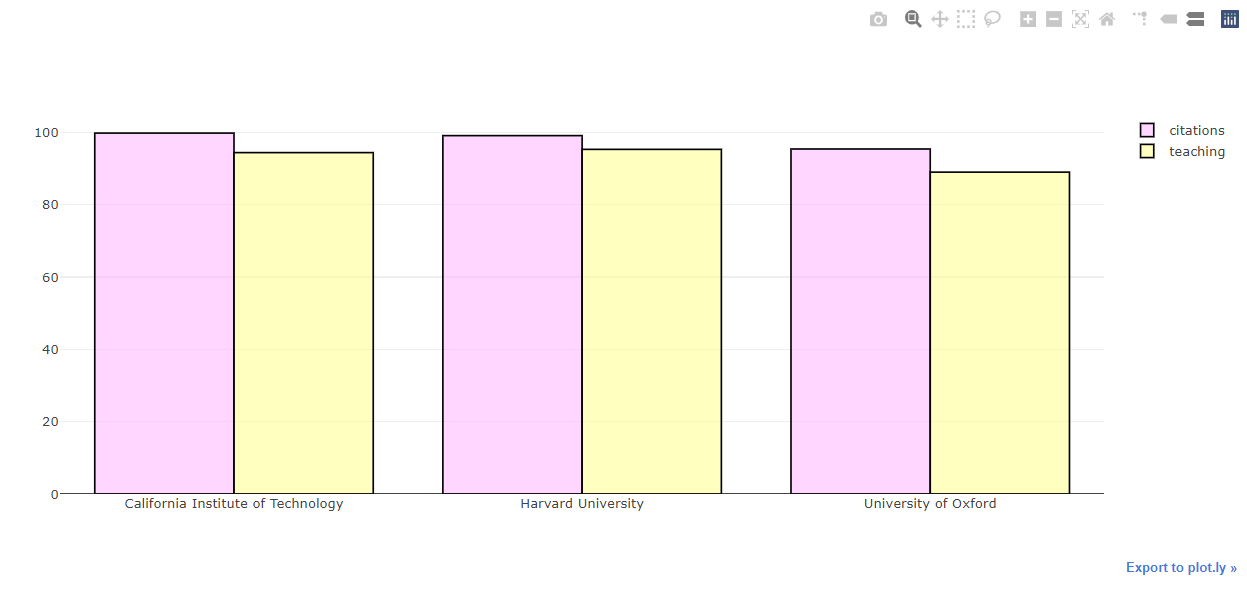 100
80
60
40
20
0
California Institute of Technology
Harvard University
University of Oxford
citations
teaching
Export to plot.ly »